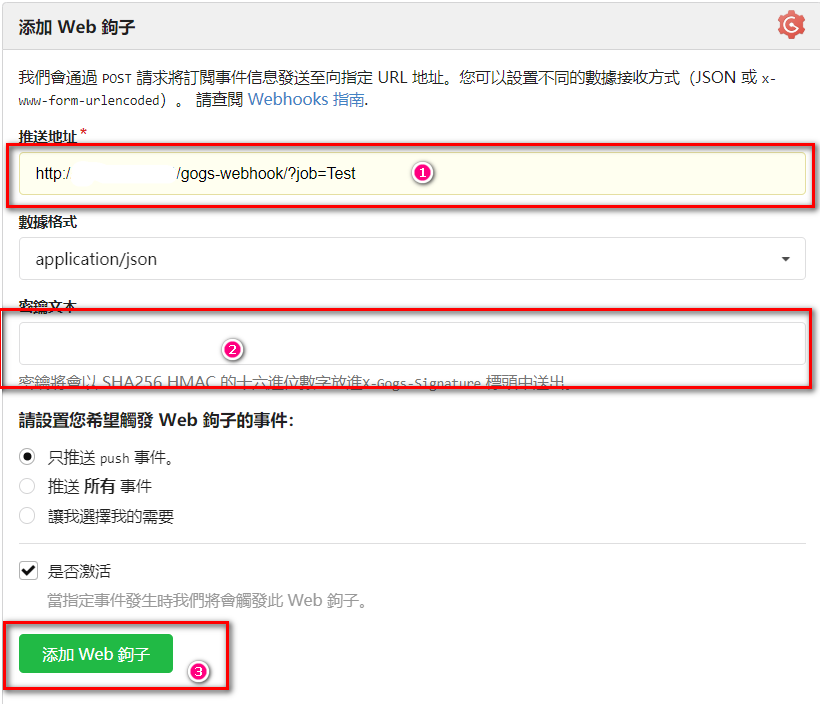 添加 Web 鉤子
我們會通過 POST 請求將訂閱事件信息發送至向指定 URL 地址。您可以設置不同的數據接收方式（JSON 或 x-
www-form-urlencoded）。 請查閱 Webhooks 指南.
推送地址*
http:/ /gogs-webhook/?job=Test 1
數據格式
application/json
密鑰文本
2
密鑰將會以 SHA256 HMAC 的十六進位數字放進X-Gogs-Signature 標頭中送出。
請設置您希望觸發 Web 鉤子的事件：
只推送 push 事件。
推送 所有 事件
讓我選擇我的需要
是否激活
當指定事件發生時我們將會觸發此 Web 鉤子。
添加 Web 鉤子 3